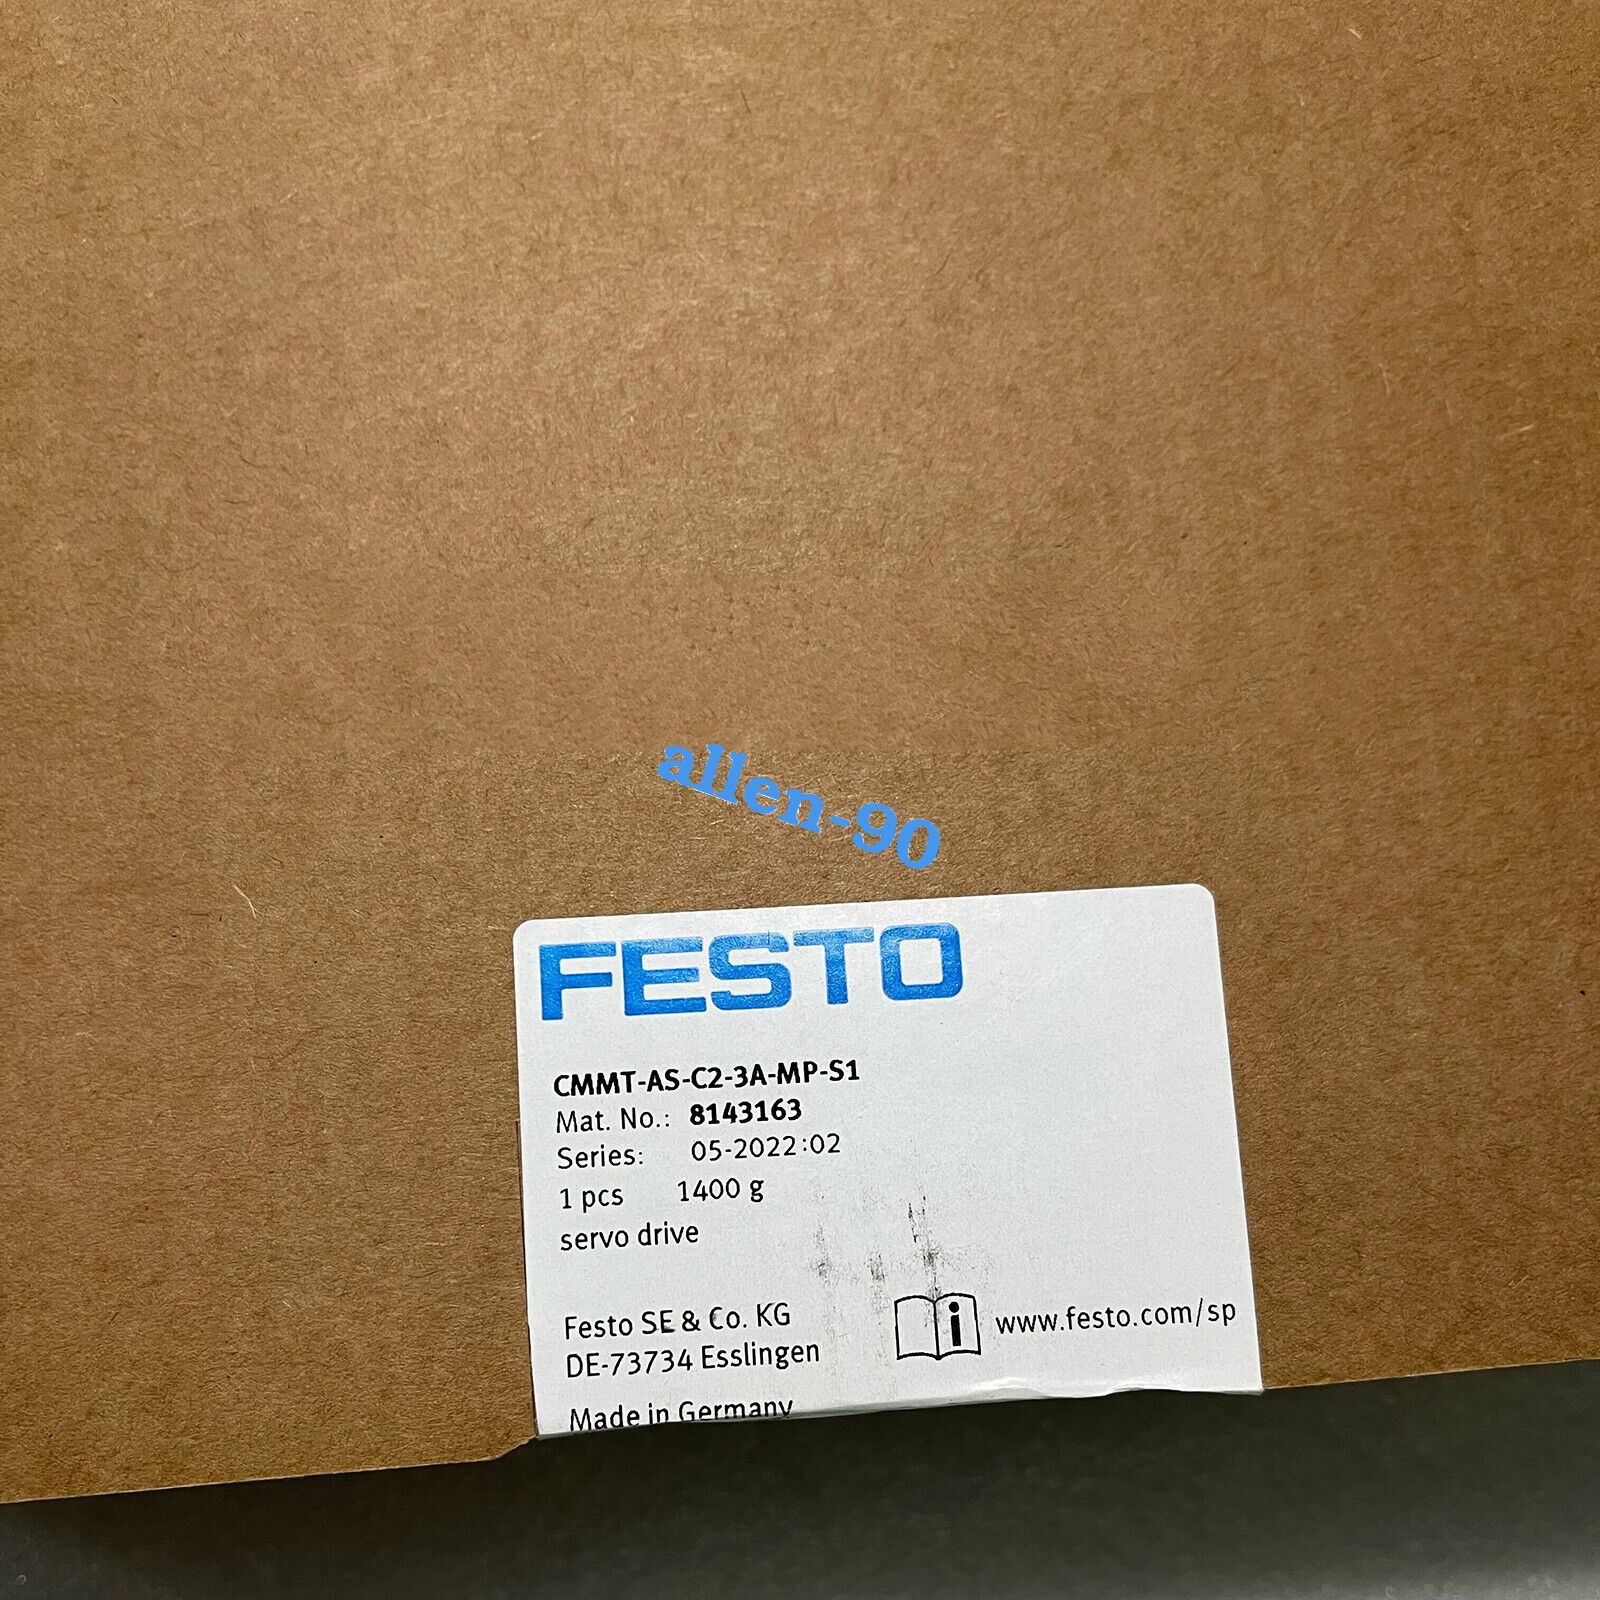 allen-90
FESTO
CMMT-AS-C2-3A-MP-S1
Mat. No.: 8143163
Series: 05-2022:02
1 pcs 1400 g
servo drive
Festo SE & Co. KG
DE-73734 Esslingen
www.festo.com/sp
Made in Germany